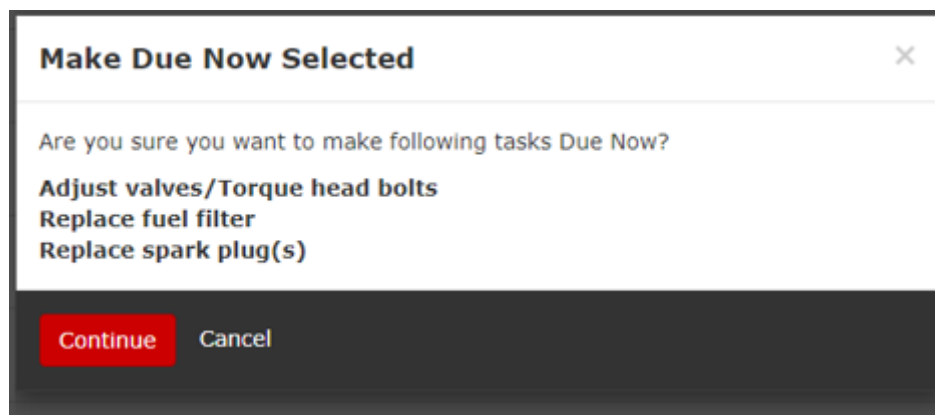 Make Due Now Selected
Are you sure you want to make following tasks Due Now?
Adjust valves/Torque head bolts
Replace fuel filter
Replace spark plug(s)
Continue Cancel